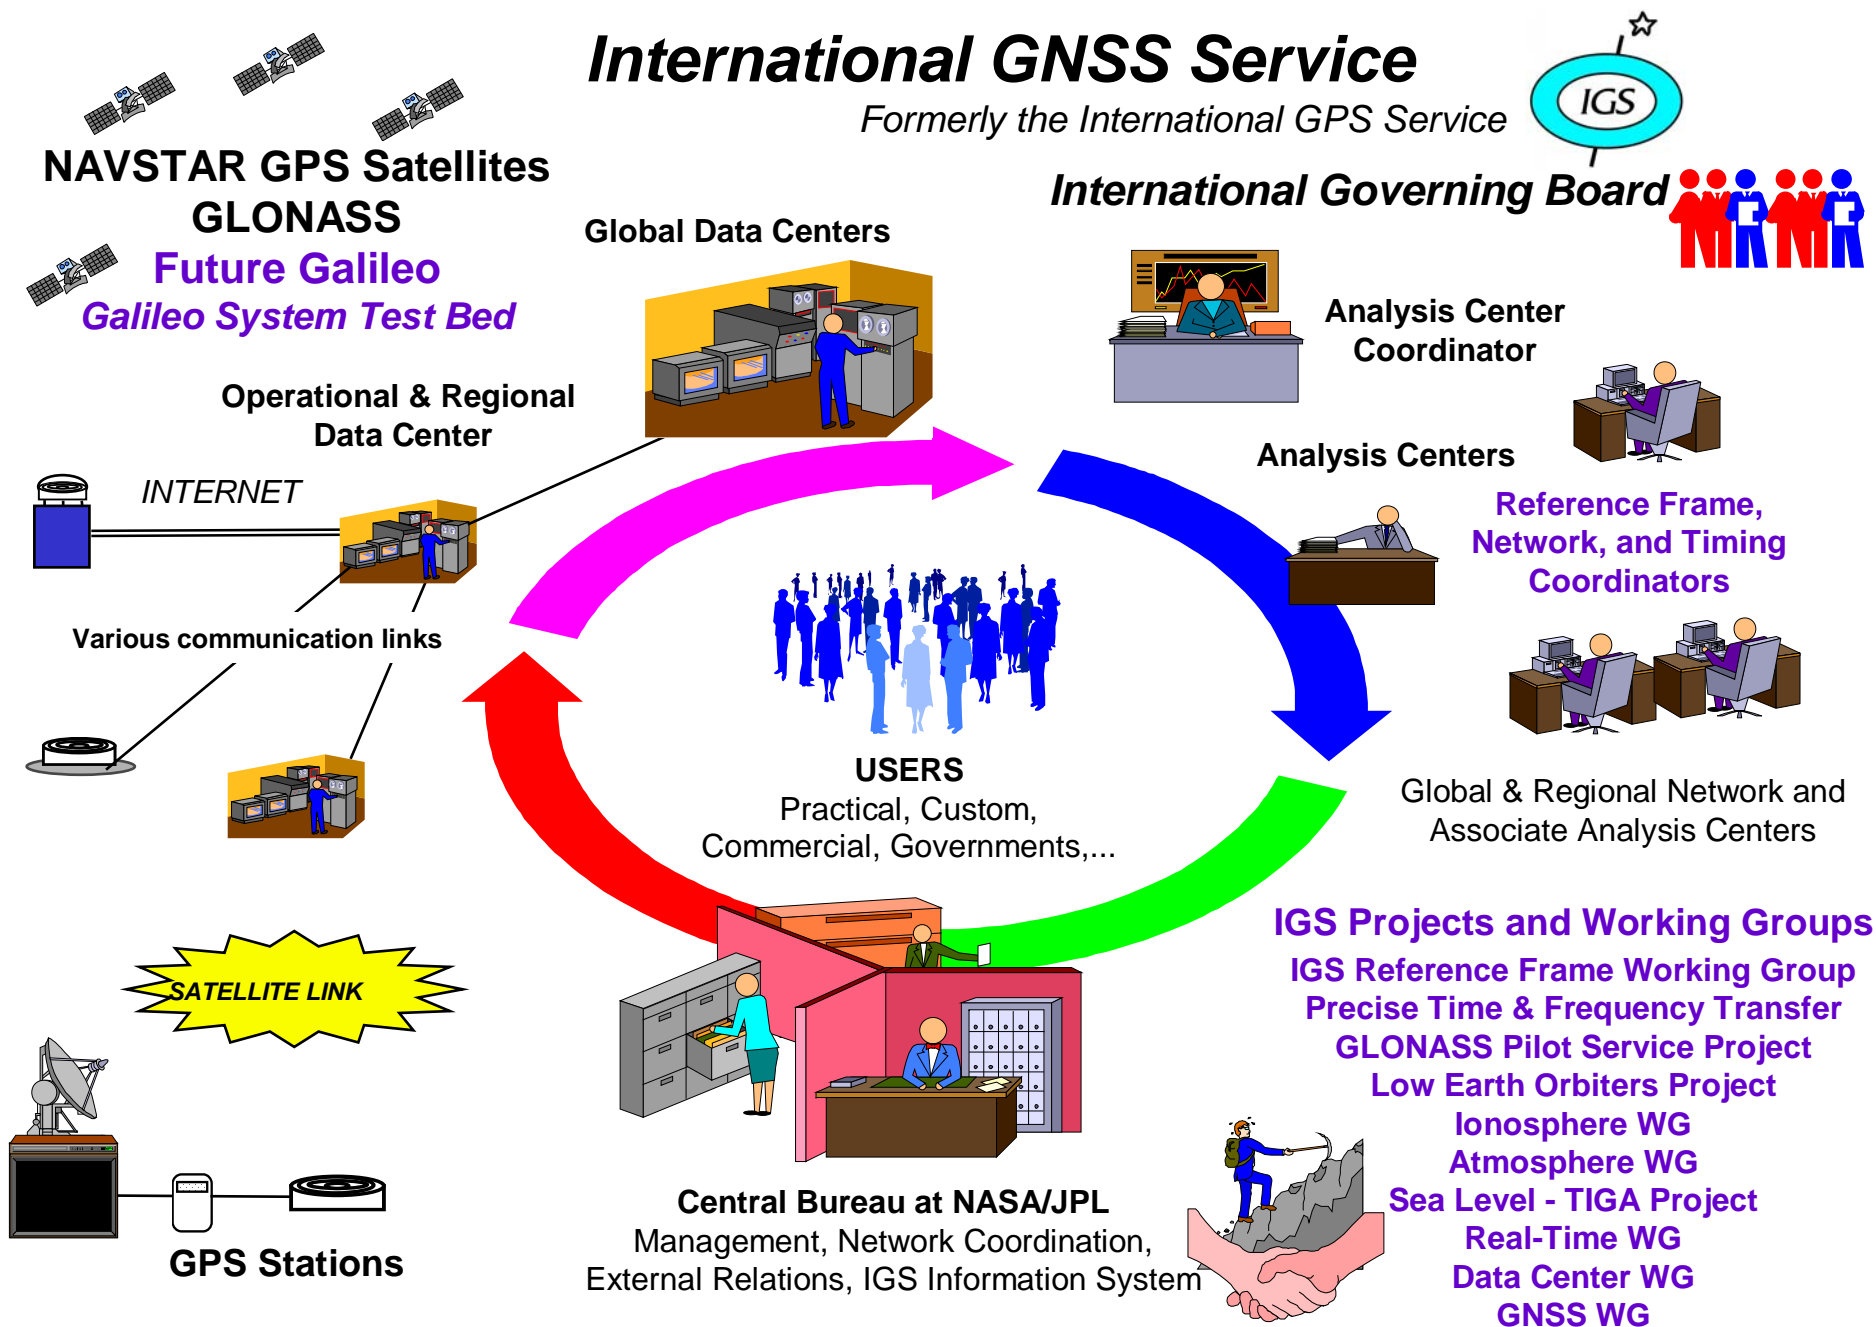 International GNSS Service
Formerly the International GPS Service
IGS
NAVSTAR GPS Satellites
GLONASS
Future Galileo
Galileo System Test Bed
International Governing Board
Global Data Centers
Analysis Center
Coordinator
Operational & Regional
Data Center
Analysis Centers
INTERNET
Reference Frame,
Network, and Timing
Coordinators
Various communication links
USERS
Practical, Custom,
Commercial, Governments,...
Global & Regional Network and
Associate Analysis Centers
IGS Projects and Working Groups
IGS Reference Frame Working Group
Precise Time & Frequency Transfer
GLONASS Pilot Service Project
Low Earth Orbiters Project
Ionosphere WG
Atmosphere WG
Sea Level - TIGA Project
Real-Time WG
Data Center WG
GNSS WG
SATELLITE LINK
GPS Stations
Central Bureau at NASA/JPL
Management, Network Coordination,
External Relations, IGS Information System